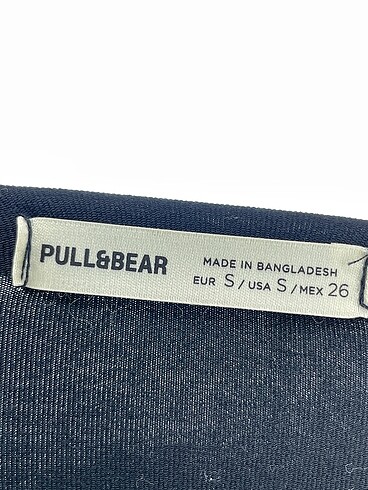 PULL&BEAR
MADE IN BANGLADESH
EUR S / USA S / MEX 26